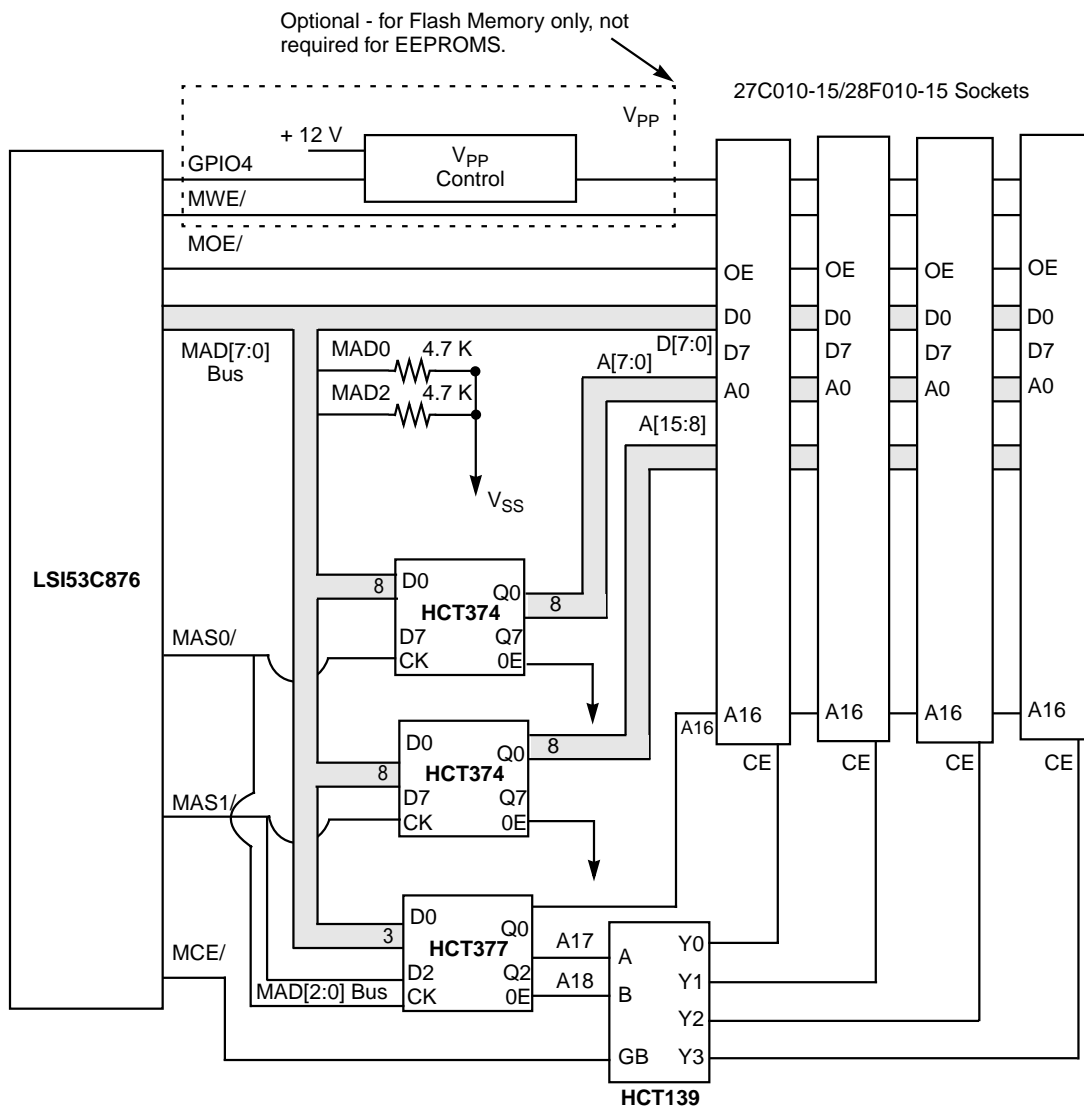 Optional - for Flash Memory only, not
required for EEPROMS.
27C010-15/28F010-15 Sockets
VPP
+ 12 V
VPP
Control
GPIO4
MWE/
MOE/
OE
OE
OE
OE
D0
D0
D0
D0
MAD[7:0]
Bus
MAD0
4.7 K
D[7:0]
D7
D7
D7
D7
A[7:0]
MAD2
4.7 K
A0
A0
A0
A0
A[15:8]
VSS
LSI53C876
8
D0
Q0
HCT374
8
D7
Q7
CK
0E
MAS0/
A16
A16
A16
A16
A16
CE
CE
CE
CE
D0
Q0
8
8
HCT374
D7
Q7
CK
0E
MAS1/
D0
Q0
3
HCT377
D2
Q2
CK
0E
MAD[2:0] Bus
MCE/
A17
A18
A
B
GB
Y0
Y1
Y2
Y3
HCT139